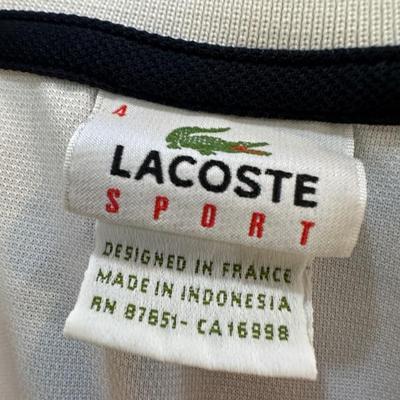 4
LACOSTE
SPORT
DESIGNED IN FRANCE
MADE IN INDONESIA
RN 87651- CA16998